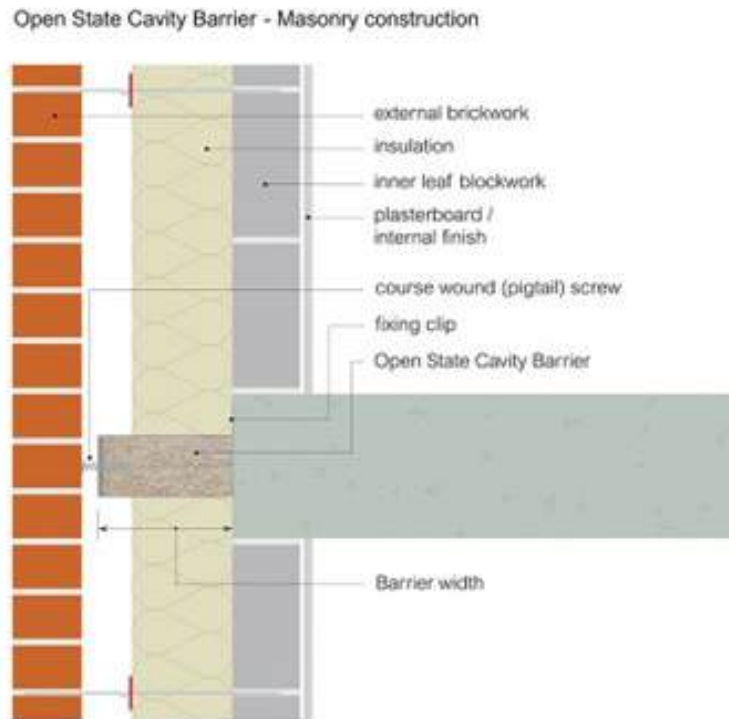 Open State Cavity Barrier - Masonry construction
external brickwork
insulation
inner leaf blockwork
plasterboard /
internal finish
course wound (pigtail) screw
fixing clip
Open State Cavity Barrier
Barrier width